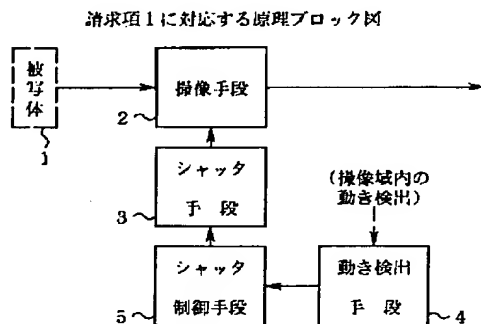 請求項1に対応する原理ブロック図
被写体
1
撮像手段
2
シャッタ
手段
3
(撮像域内の
動き検出)
シャッタ
制御手段
5
動き検出
手段
4